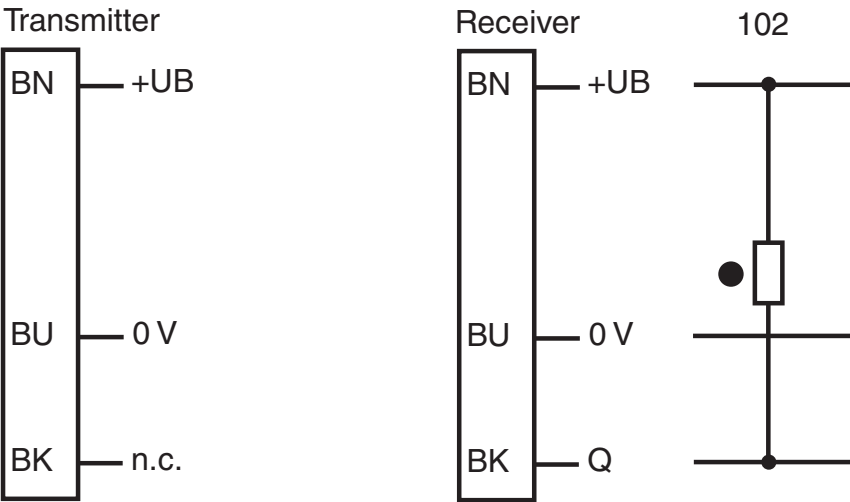 Transmitter
BN +UB
BU 0 V
BK n.c.
Receiver
BN +UB
BU 0 V
BK Q
102